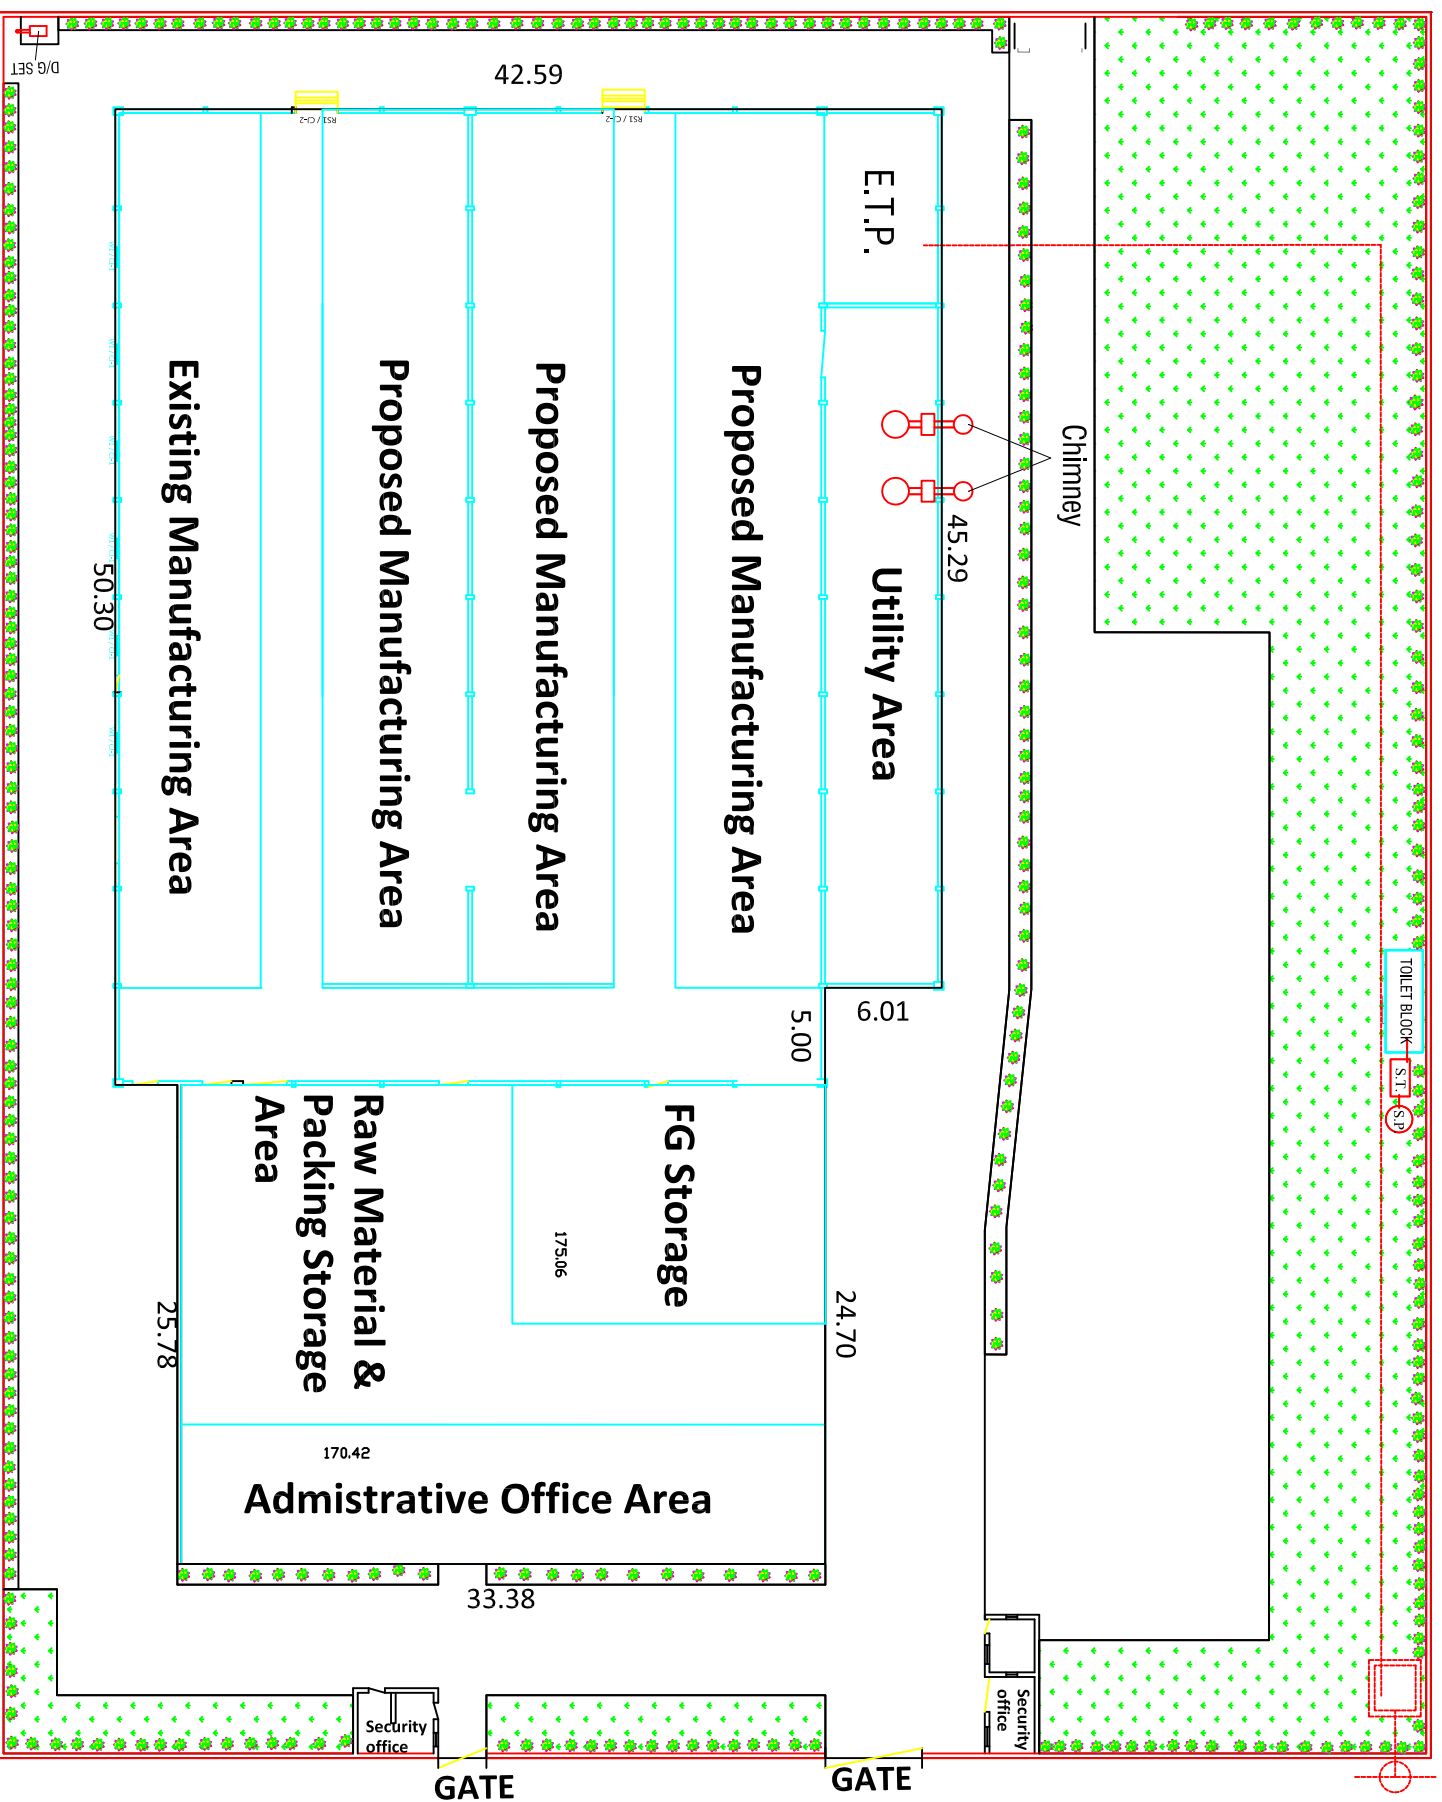 D/G SET
42.59
RS1 / CJ-2
RS1 / CJ-2
E.T.P.
Existing Manufacturing Area
Proposed Manufacturing Area
Proposed Manufacturing Area
Proposed Manufacturing Area
Utility Area
Chimney
45.29
50.30
6.01
5.00
TOILET BLOCK
S.T.
S.P
Raw Material &
Packing Storage
Area
FG Storage
175.06
24.70
25.78
170.42
Admistrative Office Area
33.38
Security
office
Security
office
GATE
GATE